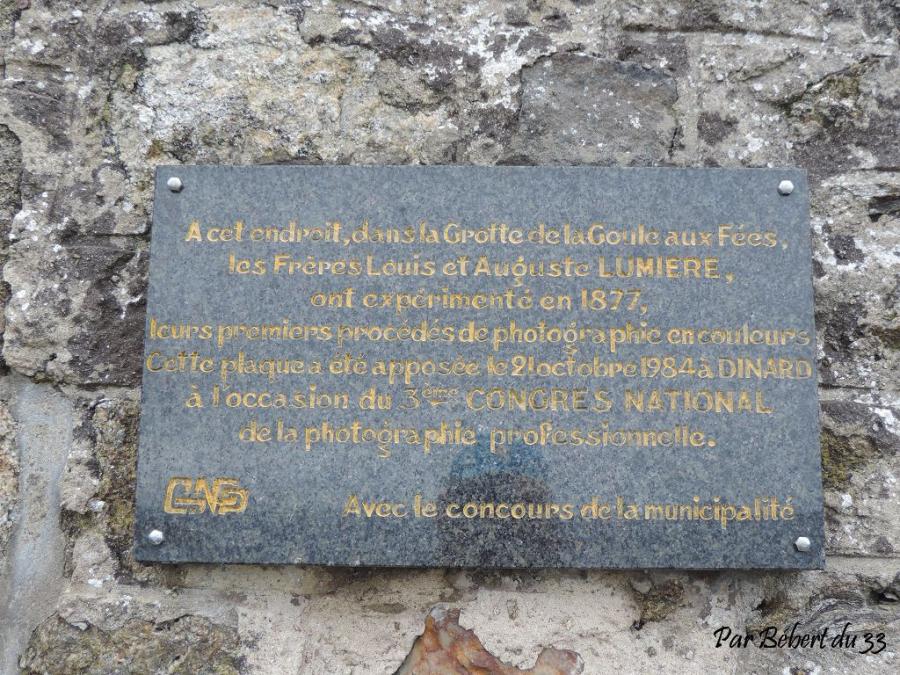 A cet endroit, dans la Grotte de la Goule aux Fées,
les Frères Louis et Auguste LUMIERE,
ont expérimenté en 1877,
leurs premiers procédés de photographie en couleurs
Cette plaque a été apposée le 21 octobre 1984 à DINARD
à l'occasion du 3ème CONGRES NATIONAL
de la photographie professionnelle.
Avec le concours de la municipalité
Par Bébert du 33